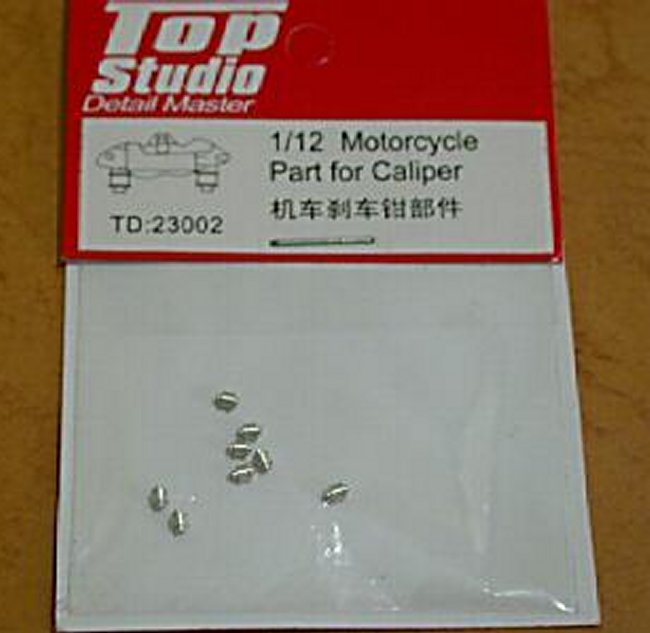 Top
Studio
Detail Master
1/12 Motorcycle
Part for Caliper
机车刹车钳部件
TD:23002